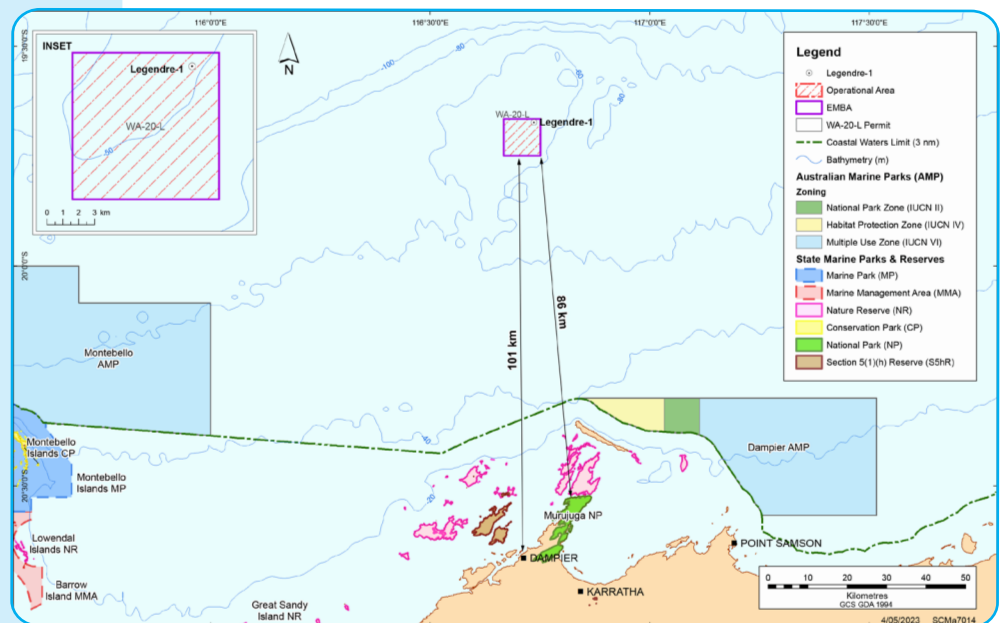 116°0'0"E
116°30'0"E
117°0'0"E
117°30'0"E
19°30'0"S
20°0'0"S
20°30'0"S
INSET
Legendre-1
WA-20-L
-50
0 1 2 3 km
N
-100
-80
-60
-80
WA-20-L
Legendre-1
101 km
86 km
-40
-20
Montebello
AMP
Montebello
Islands CP
Montebello
Islands MP
Lowendal
Islands NR
Barrow
Island MMA
Great Sandy
Island NR
Murujuga NP
DAMPIER
KARRATHA
POINT SAMSON
Dampier AMP
Legend
Legendre-1
Operational Area
EMBA
WA-20-L Permit
Coastal Waters Limit (3 nm)
Bathymetry (m)
Australian Marine Parks (AMP)
Zoning
National Park Zone (IUCN II)
Habitat Protection Zone (IUCN IV)
Multiple Use Zone (IUCN VI)
State Marine Parks & Reserves
Marine Park (MP)
Marine Management Area (MMA)
Nature Reserve (NR)
Conservation Park (CP)
National Park (NP)
Section 5(1)(h) Reserve (S5hR)
0 10 20 30 40 50
Kilometres
GCS GDA 1994
4/05/2023 SCMa7014